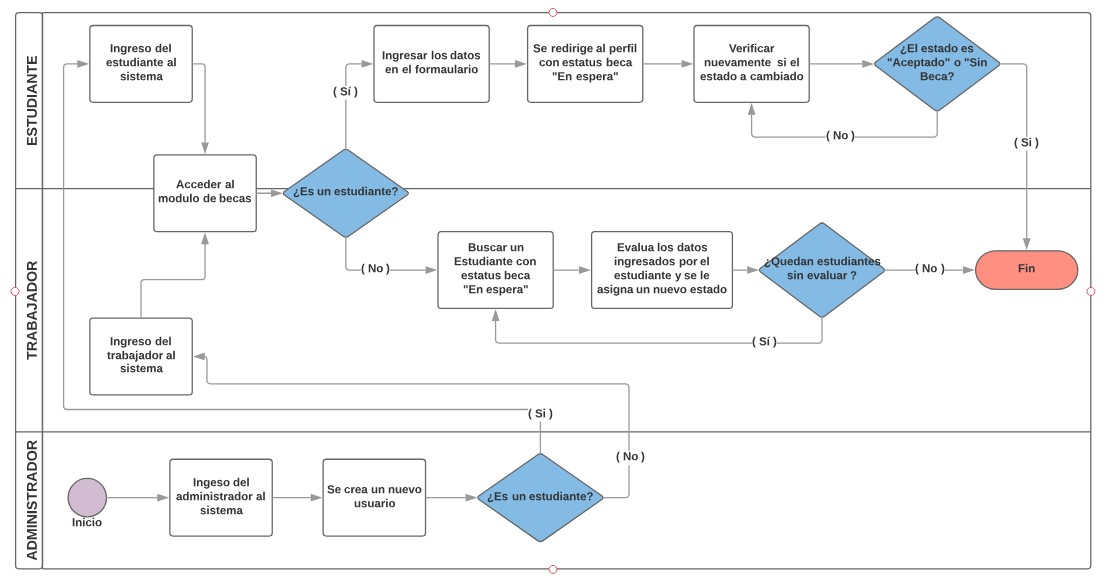 ESTUDIANTE
Ingreso del
estudiante al
sistema
Ingresar los datos
en el formaulario
Se redirige al perfil
con estatus beca
"En espera"
Verificar
nuevamente si el
estado a cambiado
¿El estado es
"Aceptado" o "Sin
Beca?
( Sí )
( No )
( Si )
Acceder al
modulo de becas
¿Es un estudiante?
TRABAJADOR
( No )
Buscar un
Estudiante con
estatus beca
"En espera"
Evalua los datos
ingresados por el
estudiante y se le
asigna un nuevo estado
¿Quedan estudiantes
sin evaluar ?
( No )
Fin
( Sí )
Ingreso del
trabajador al
sistema
( Si )
( No )
ADMINISTRADOR
Inicio
Ingeso del
administrador al
sistema
Se crea un nuevo
usuario
¿Es un estudiante?